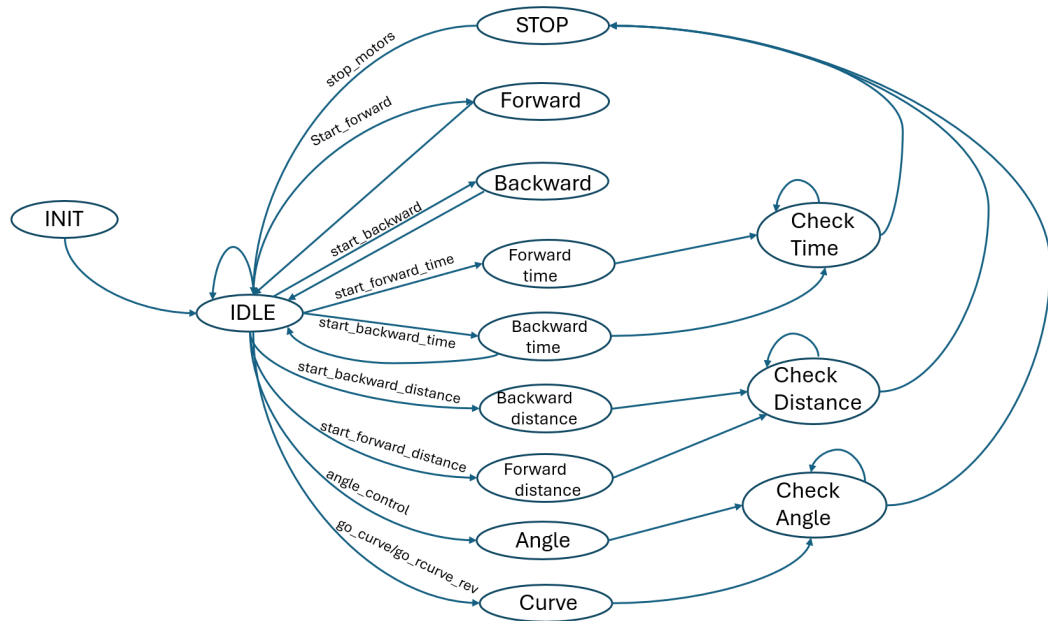 STOP
stop_motors
Forward
Start_forward
Backward
start_backward
INIT
Check
Time
Forward
time
start_forward_time
IDLE
Backward
time
start_backward_time
Check
Distance
start_backward_distance
Backward
distance
start_forward_distance
Forward
distance
Check
Angle
angle_control
Angle
go_curve/go_rcurve_rev
Curve